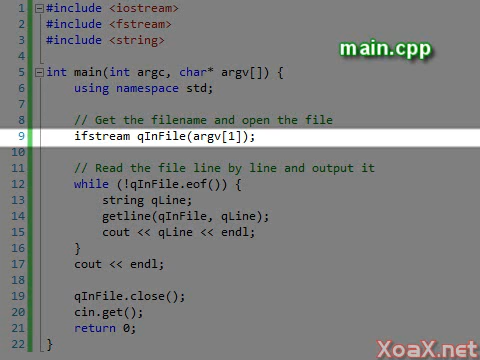 main.cpp
1 #include <iostream>
2 #include <fstream>
3 #include <string>
4
5 int main(int argc, char* argv[]) {
6 using namespace std;
7
8 // Get the filename and open the file
9 ifstream qInFile(argv[1]);
10
11 // Read the file line by line and output it
12 while (!qInFile.eof()) {
13 string qLine;
14 getline(qInFile, qLine);
15 cout << qLine << endl;
16 }
17 cout << endl;
18
19 qInFile.close();
20 cin.get();
21 return 0;
22 }
XoaX.net